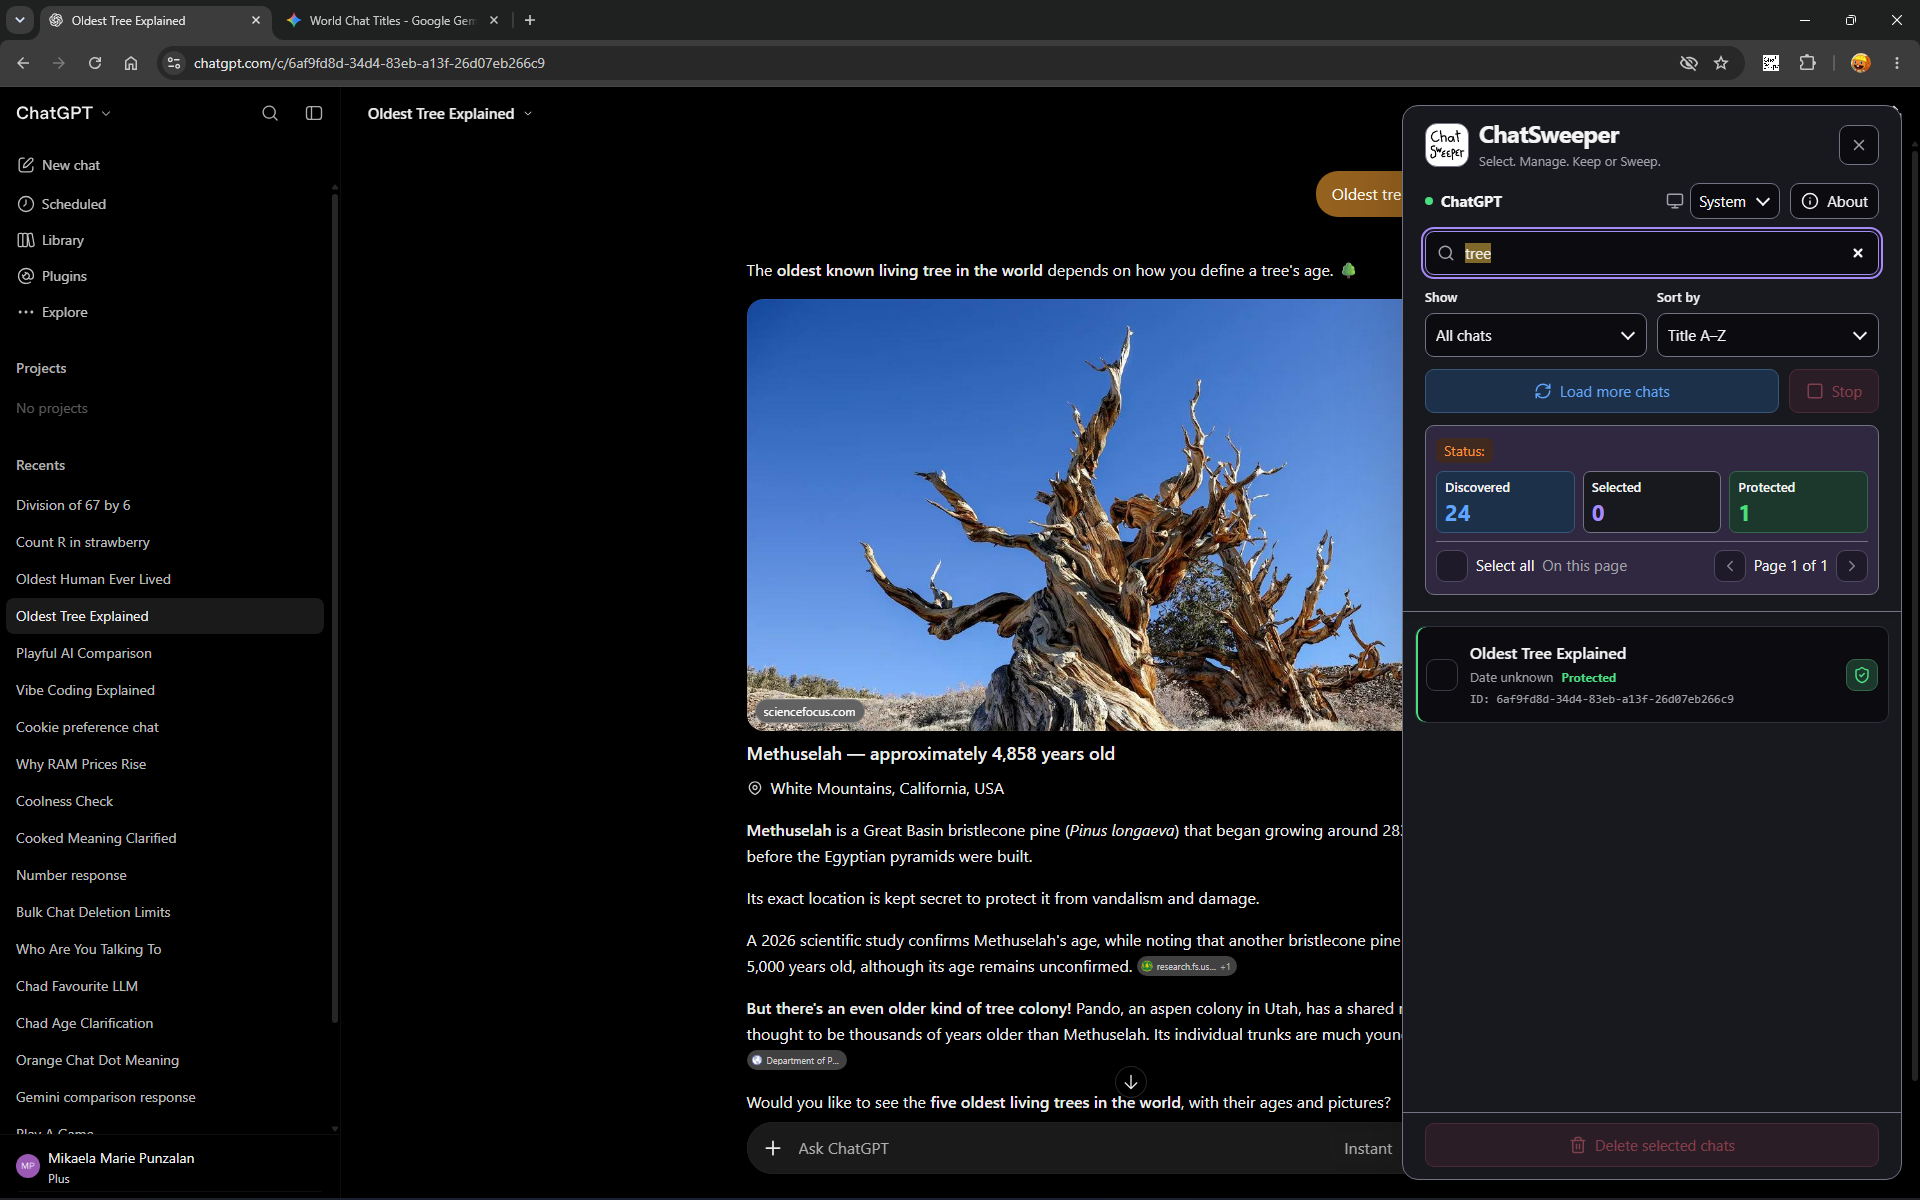 Oldest Tree Explained
World Chat Titles - Google Gem
chatgpt.com/c/6af9fd8d-34d4-83eb-a13f-26d07eb266c9
ChatGPT
New chat
Scheduled
Library
Plugins
Explore
Projects
No projects
Recents
Division of 67 by 6
Count R in strawberry
Oldest Human Ever Lived
Oldest Tree Explained
Playful AI Comparison
Vibe Coding Explained
Cookie preference chat
Why RAM Prices Rise
Coolness Check
Cooked Meaning Clarified
Number response
Bulk Chat Deletion Limits
Who Are You Talking To
Chad Favourite LLM
Chad Age Clarification
Orange Chat Dot Meaning
Gemini comparison response
Play A Game
MP
Mikaela Marie Punzalan
Plus
Oldest Tree Explained
Oldest tre
The oldest known living tree in the world depends on how you define a tree's age.
sciencefocus.com
Methuselah — approximately 4,858 years old
White Mountains, California, USA
Methuselah is a Great Basin bristlecone pine (Pinus longaeva) that began growing around 28
before the Egyptian pyramids were built.
Its exact location is kept secret to protect it from vandalism and damage.
A 2026 scientific study confirms Methuselah's age, while noting that another bristlecone pine
5,000 years old, although its age remains unconfirmed. research.fs.us... +1
But there's an even older kind of tree colony! Pando, an aspen colony in Utah, has a shared
thought to be thousands of years older than Methuselah. Its individual trunks are much youn
Department of P...
Would you like to see the five oldest living trees in the world, with their ages and pictures?
Ask ChatGPT
Instant
Chat Sweeper
ChatSweeper
Select. Manage. Keep or Sweep.
ChatGPT
System
About
tree
Show
Sort by
All chats
Title A–Z
Load more chats
Stop
Status:
Discovered
24
Selected
0
Protected
1
Select all On this page
Page 1 of 1
Oldest Tree Explained
Date unknown Protected
ID: 6af9fd8d-34d4-83eb-a13f-26d07eb266c9
Delete selected chats